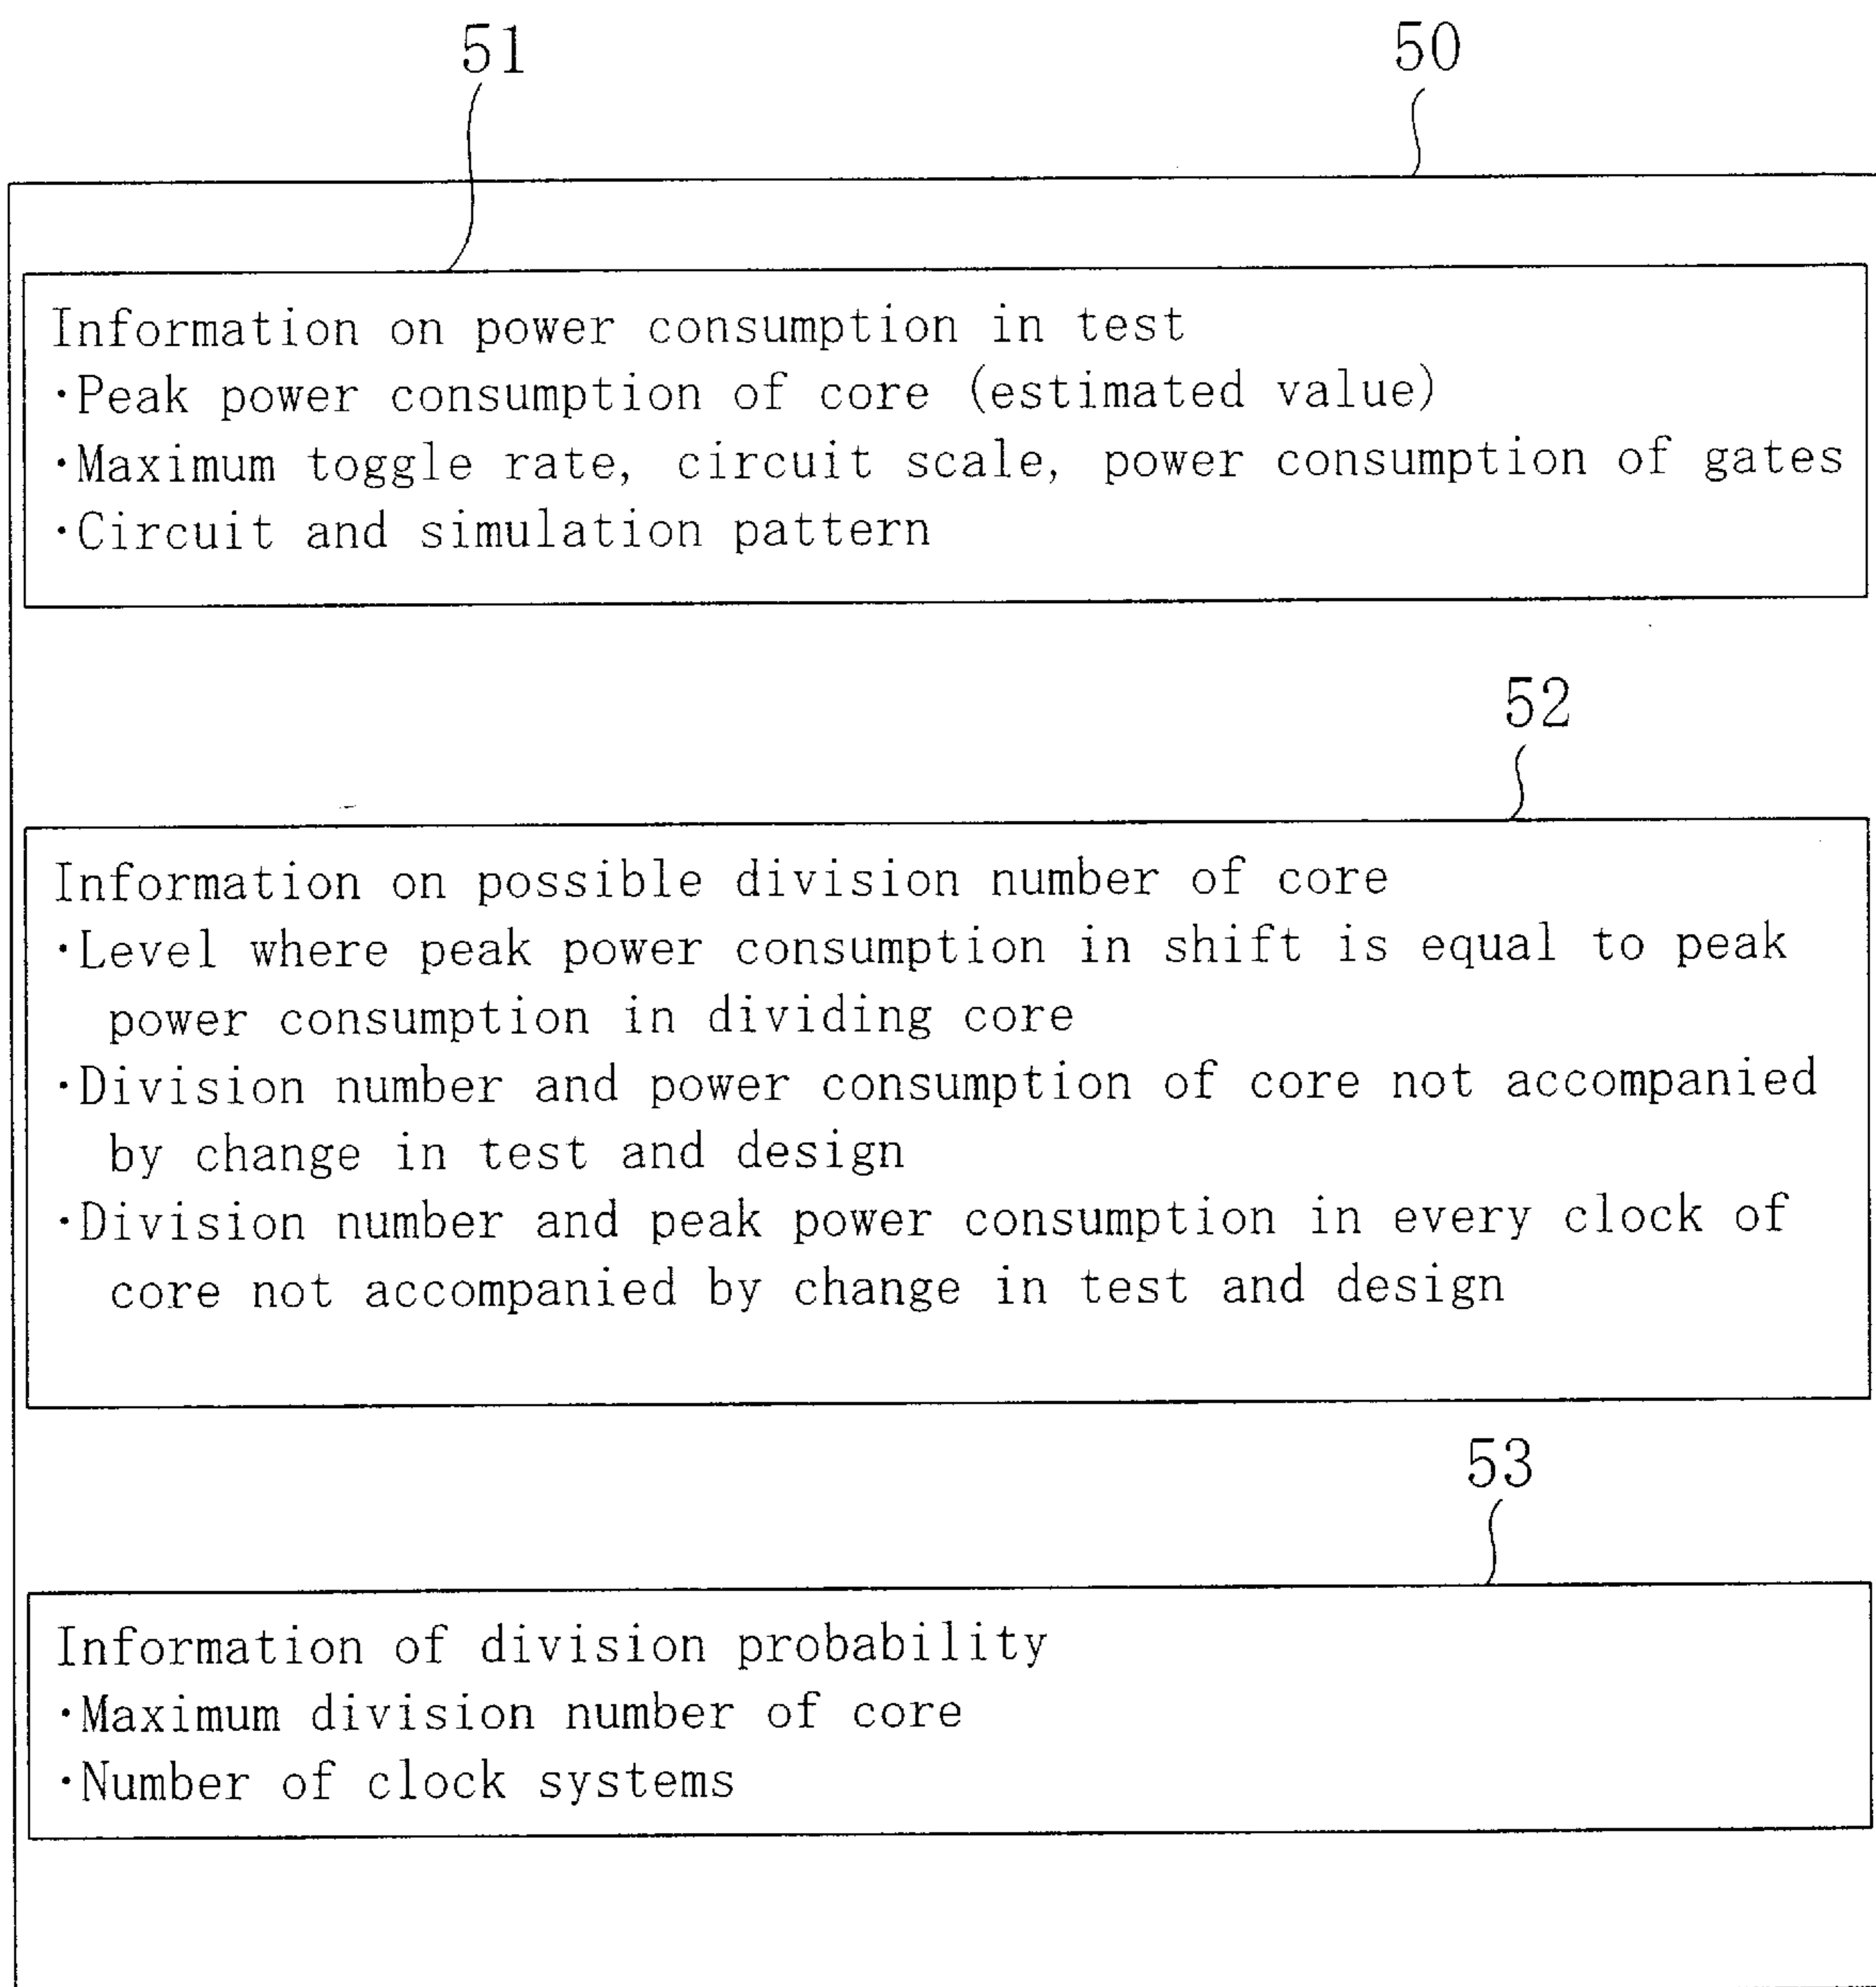 51
50
Information on power consumption in test
·Peak power consumption of core (estimated value)
·Maximum toggle rate, circuit scale, power consumption of gates
·Circuit and simulation pattern
52
Information on possible division number of core
·Level where peak power consumption in shift is equal to peak
power consumption in dividing core
·Division number and power consumption of core not accompanied
by change in test and design
·Division number and peak power consumption in every clock of
core not accompanied by change in test and design
53
Information of division probability
·Maximum division number of core
·Number of clock systems